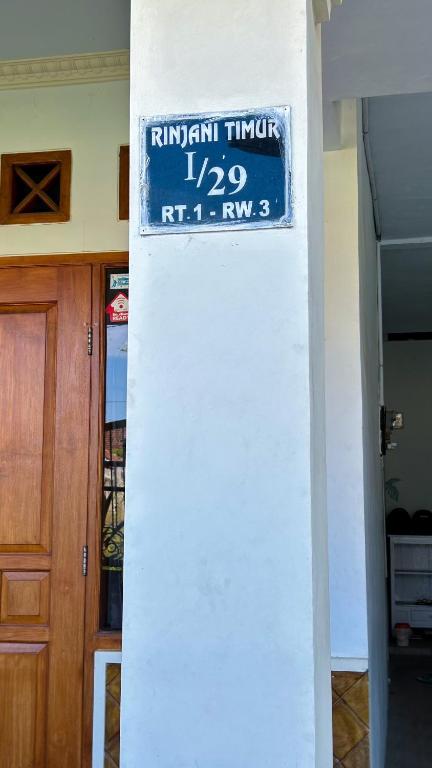 RINJANI TIMUR
I/29
RT.1 - RW.3